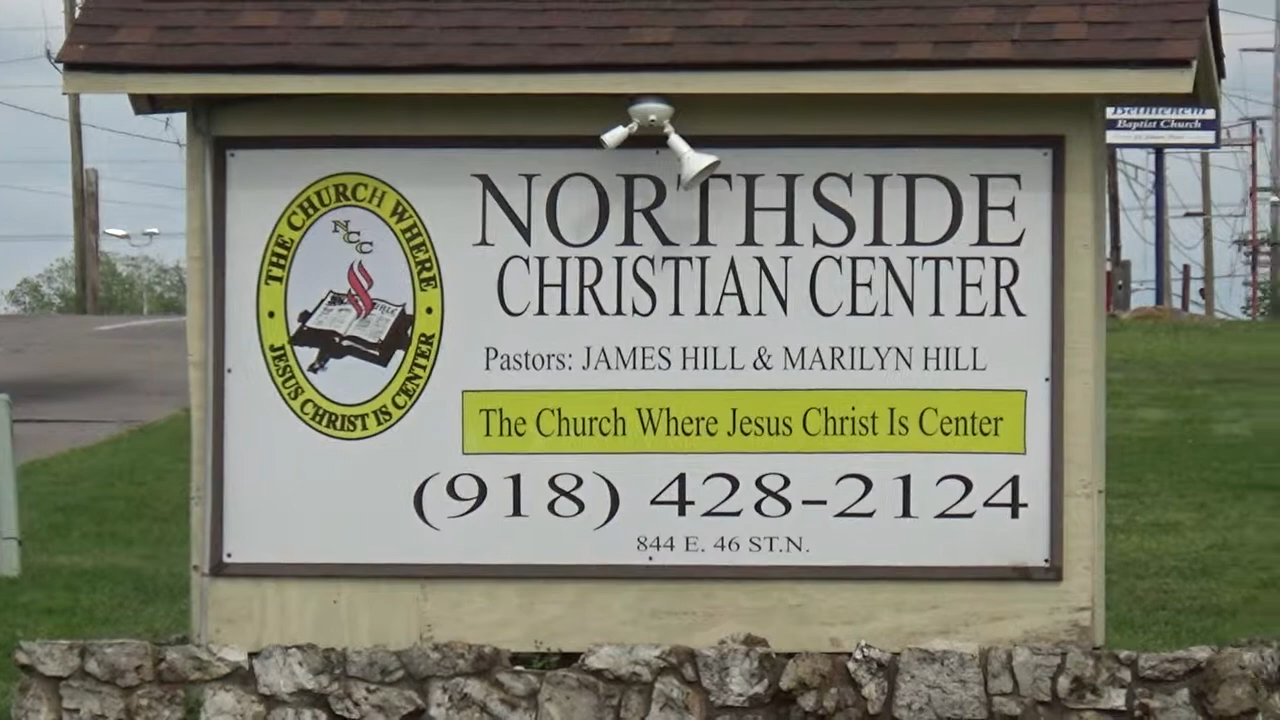 THE CHURCH WHERE
NCC
JESUS CHRIST IS CENTER
NORTHSIDE
CHRISTIAN CENTER
Pastors: JAMES HILL & MARILYN HILL
The Church Where Jesus Christ Is Center
(918) 428-2124
844 E. 46 ST.N.
Bethlehem
Baptist Church